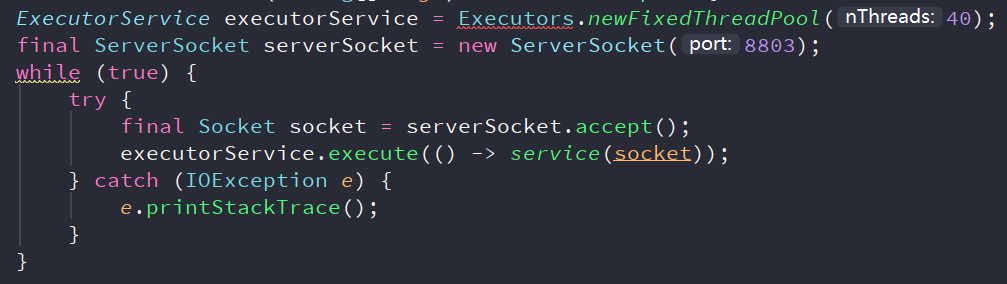 ExecutorService executorService = Executors.newFixedThreadPool( nThreads: 40);
final ServerSocket serverSocket = new ServerSocket( port: 8803);
while (true) {
try {
final Socket socket = serverSocket.accept();
executorService.execute(() -> service(socket));
} catch (IOException e) {
e.printStackTrace();
}
}